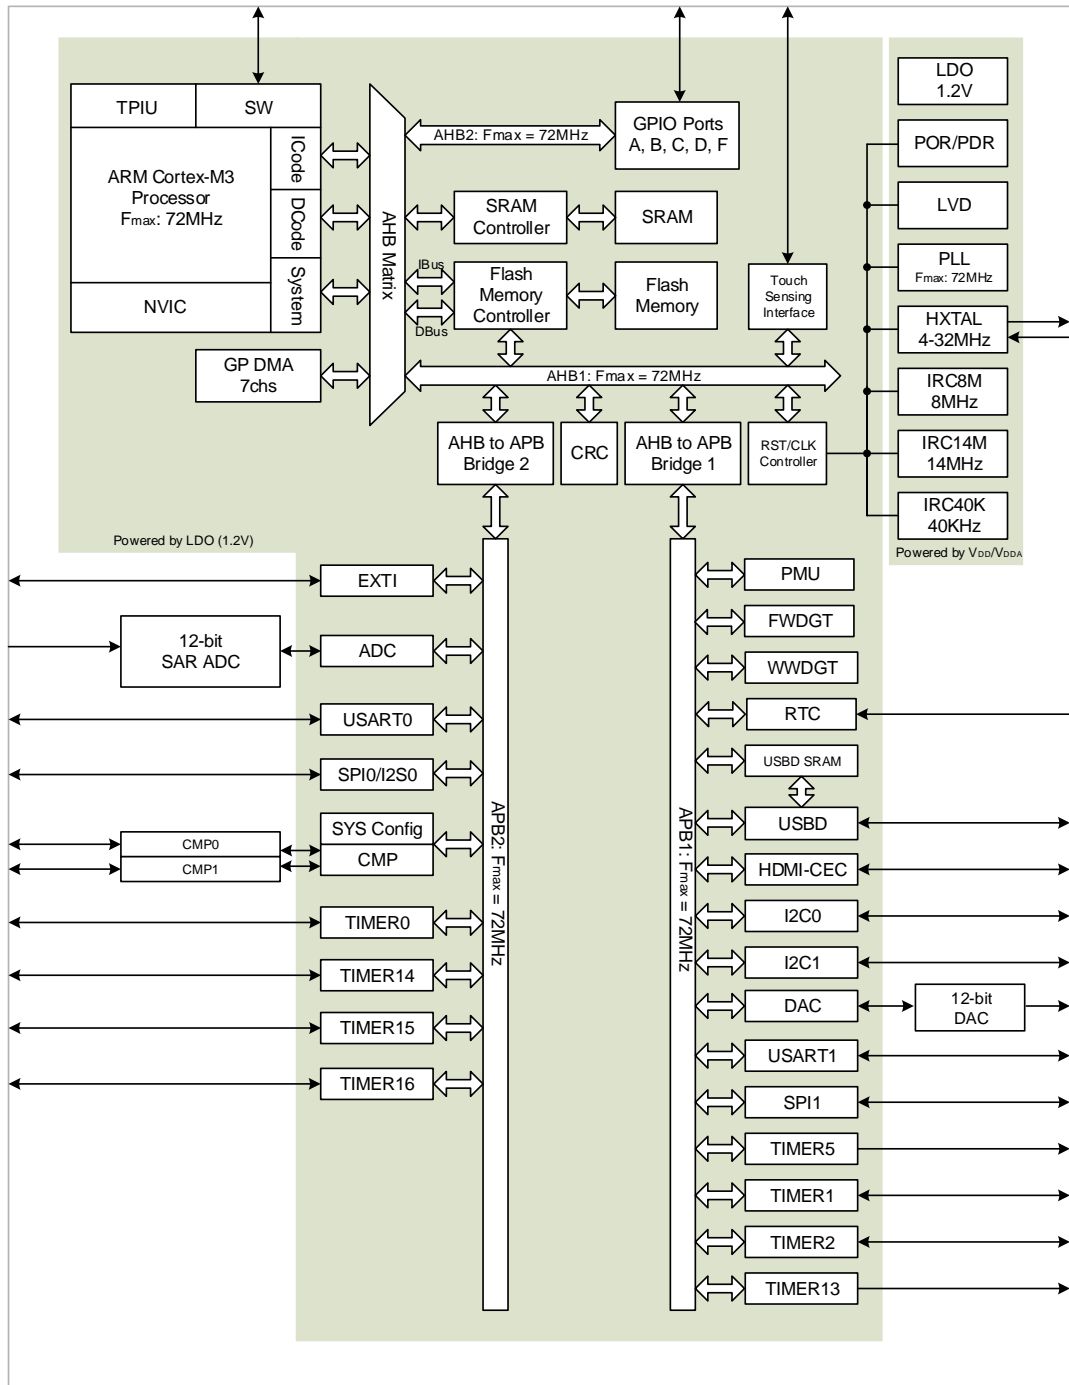 TPIU
SW
ARM Cortex-M3
Processor
Fmax: 72MHz
ICode
DCode
System
NVIC
GP DMA
7chs
AHB Matrix
AHB2: Fmax = 72MHz
GPIO Ports
A, B, C, D, F
SRAM
Controller
SRAM
IBus
DBus
Flash
Memory
Controller
Flash
Memory
Touch
Sensing
Interface
AHB1: Fmax = 72MHz
AHB to APB
Bridge 2
CRC
AHB to APB
Bridge 1
RST/CLK
Controller
LDO
1.2V
POR/PDR
LVD
PLL
Fmax: 72MHz
HXTAL
4-32MHz
IRC8M
8MHz
IRC14M
14MHz
IRC40K
40KHz
Powered by LDO (1.2V)
Powered by VDD/VDDA
EXTI
12-bit
SAR ADC
ADC
USART0
SPI0/I2S0
CMP0
CMP1
SYS Config
CMP
TIMER0
TIMER14
TIMER15
TIMER16
APB2: Fmax = 72MHz
APB1: Fmax = 72MHz
PMU
FWDGT
WWDGT
RTC
USBD SRAM
USBD
HDMI-CEC
I2C0
I2C1
DAC
12-bit
DAC
USART1
SPI1
TIMER5
TIMER1
TIMER2
TIMER13